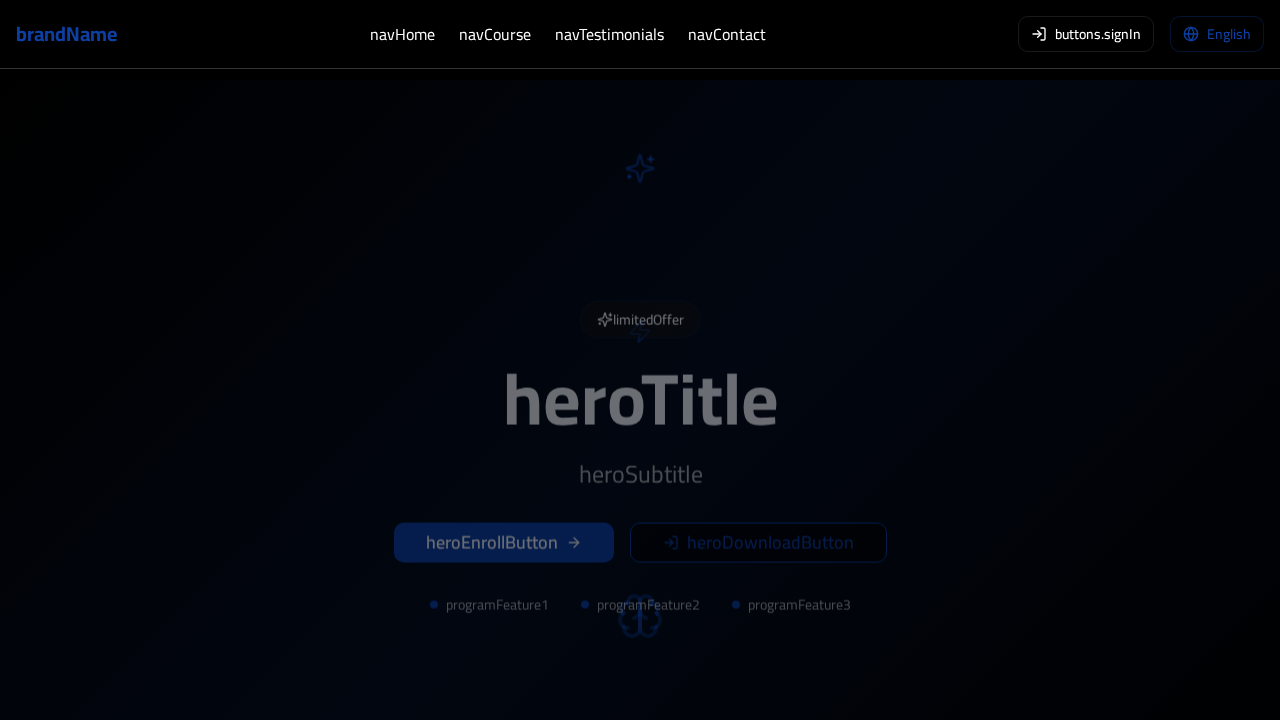 brandName
navHome
navCourse
navTestimonials
navContact
buttons.signIn
English
limitedOffer
heroTitle
heroSubtitle
heroEnrollButton
heroDownloadButton
programFeature1
programFeature2
programFeature3